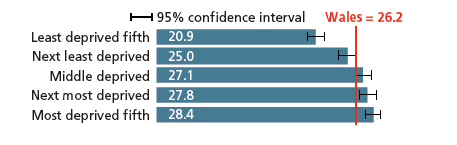 95% confidence interval Wales = 26.2
Least deprived fifth 20.9
Next least deprived 25.0
Middle deprived 27.1
Next most deprived 27.8
Most deprived fifth 28.4